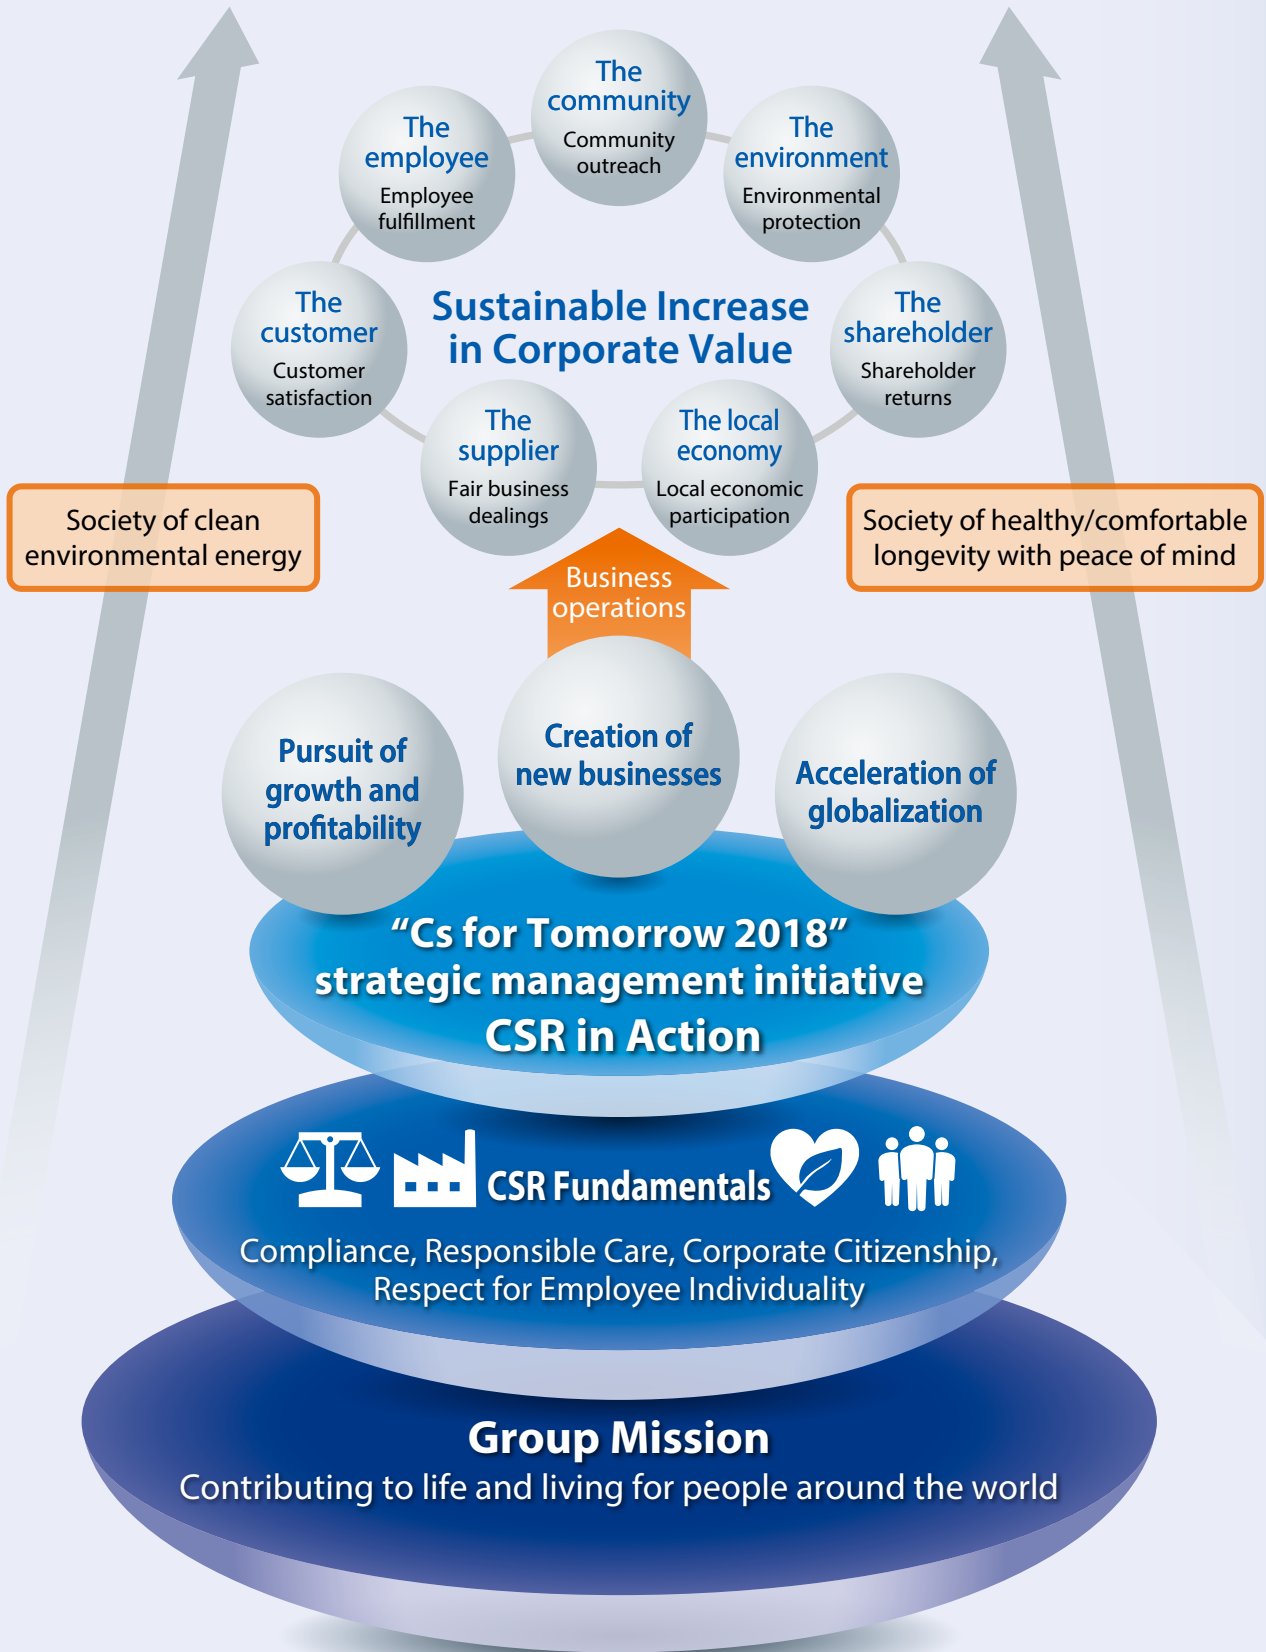 The
community
Community
outreach
The
employee
Employee
fulfillment
The
environment
Environmental
protection
The
customer
Customer
satisfaction
Sustainable Increase
in Corporate Value
The
shareholder
Shareholder
returns
The
supplier
Fair business
dealings
The local
economy
Local economic
participation
Society of clean
environmental energy
Society of healthy/comfortable
longevity with peace of mind
Business
operations
Pursuit of
growth and
profitability
Creation of
new businesses
Acceleration of
globalization
“Cs for Tomorrow 2018”
strategic management initiative
CSR in Action
CSR Fundamentals
Compliance, Responsible Care, Corporate Citizenship,
Respect for Employee Individuality
Group Mission
Contributing to life and living for people around the world